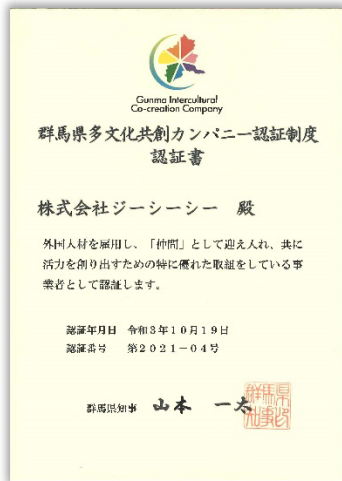 Gunma Intercultural
Co-creation Company
群馬県多文化共創カンパニー認証制度
認証書
株式会社ジーシーシー 殿
外国人材を雇用し、「仲間」として迎え入れ、共に
活力を創り出すための特に優れた取組をしている事
業者として認証します。
認証年月日 令和3年10月19日
認証番号 第2021-04号
群馬県知事 山本 一太
群馬県知事印